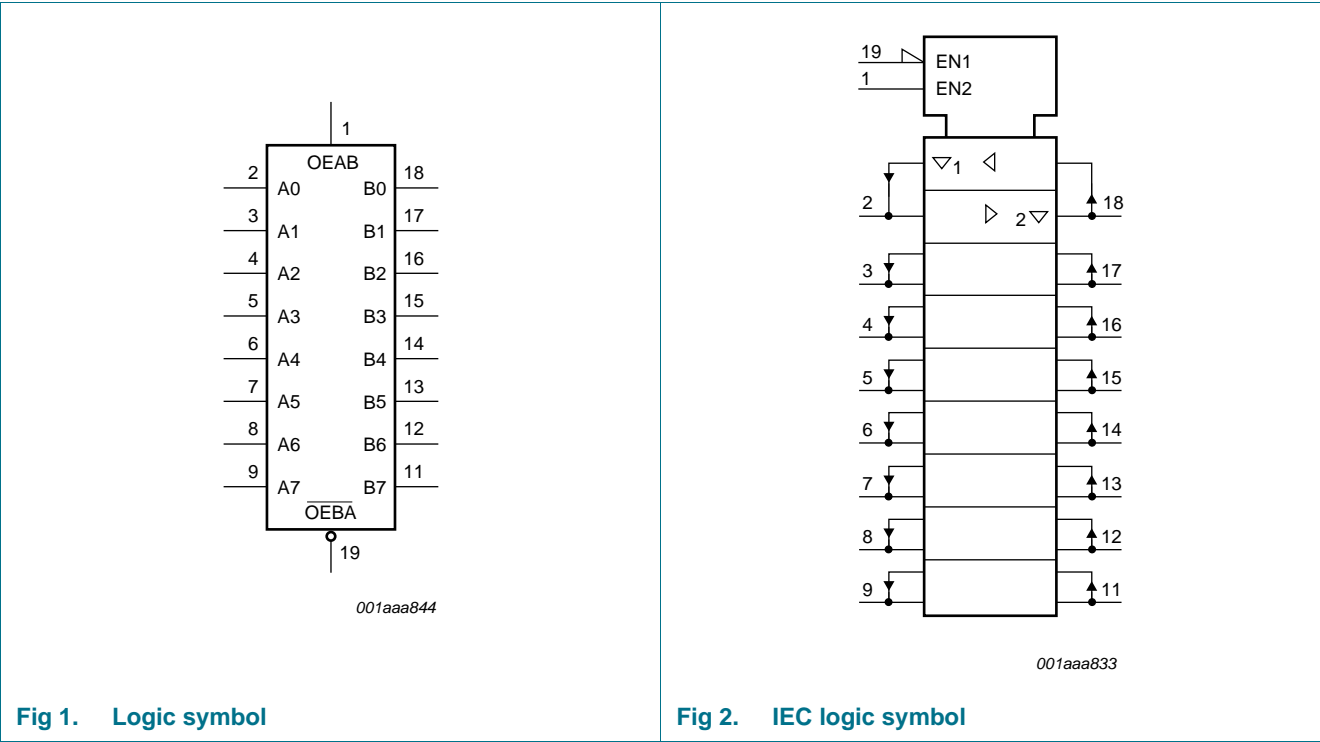 1
OEAB
2 A0 B0 18
3 A1 B1 17
4 A2 B2 16
5 A3 B3 15
6 A4 B4 14
7 A5 B5 13
8 A6 B6 12
9 A7 B7 11
OEBA
19
001aaa844
Fig 1. Logic symbol
19 EN1
1 EN2
1
2 18
2
3 17
4 16
5 15
6 14
7 13
8 12
9 11
001aaa833
Fig 2. IEC logic symbol